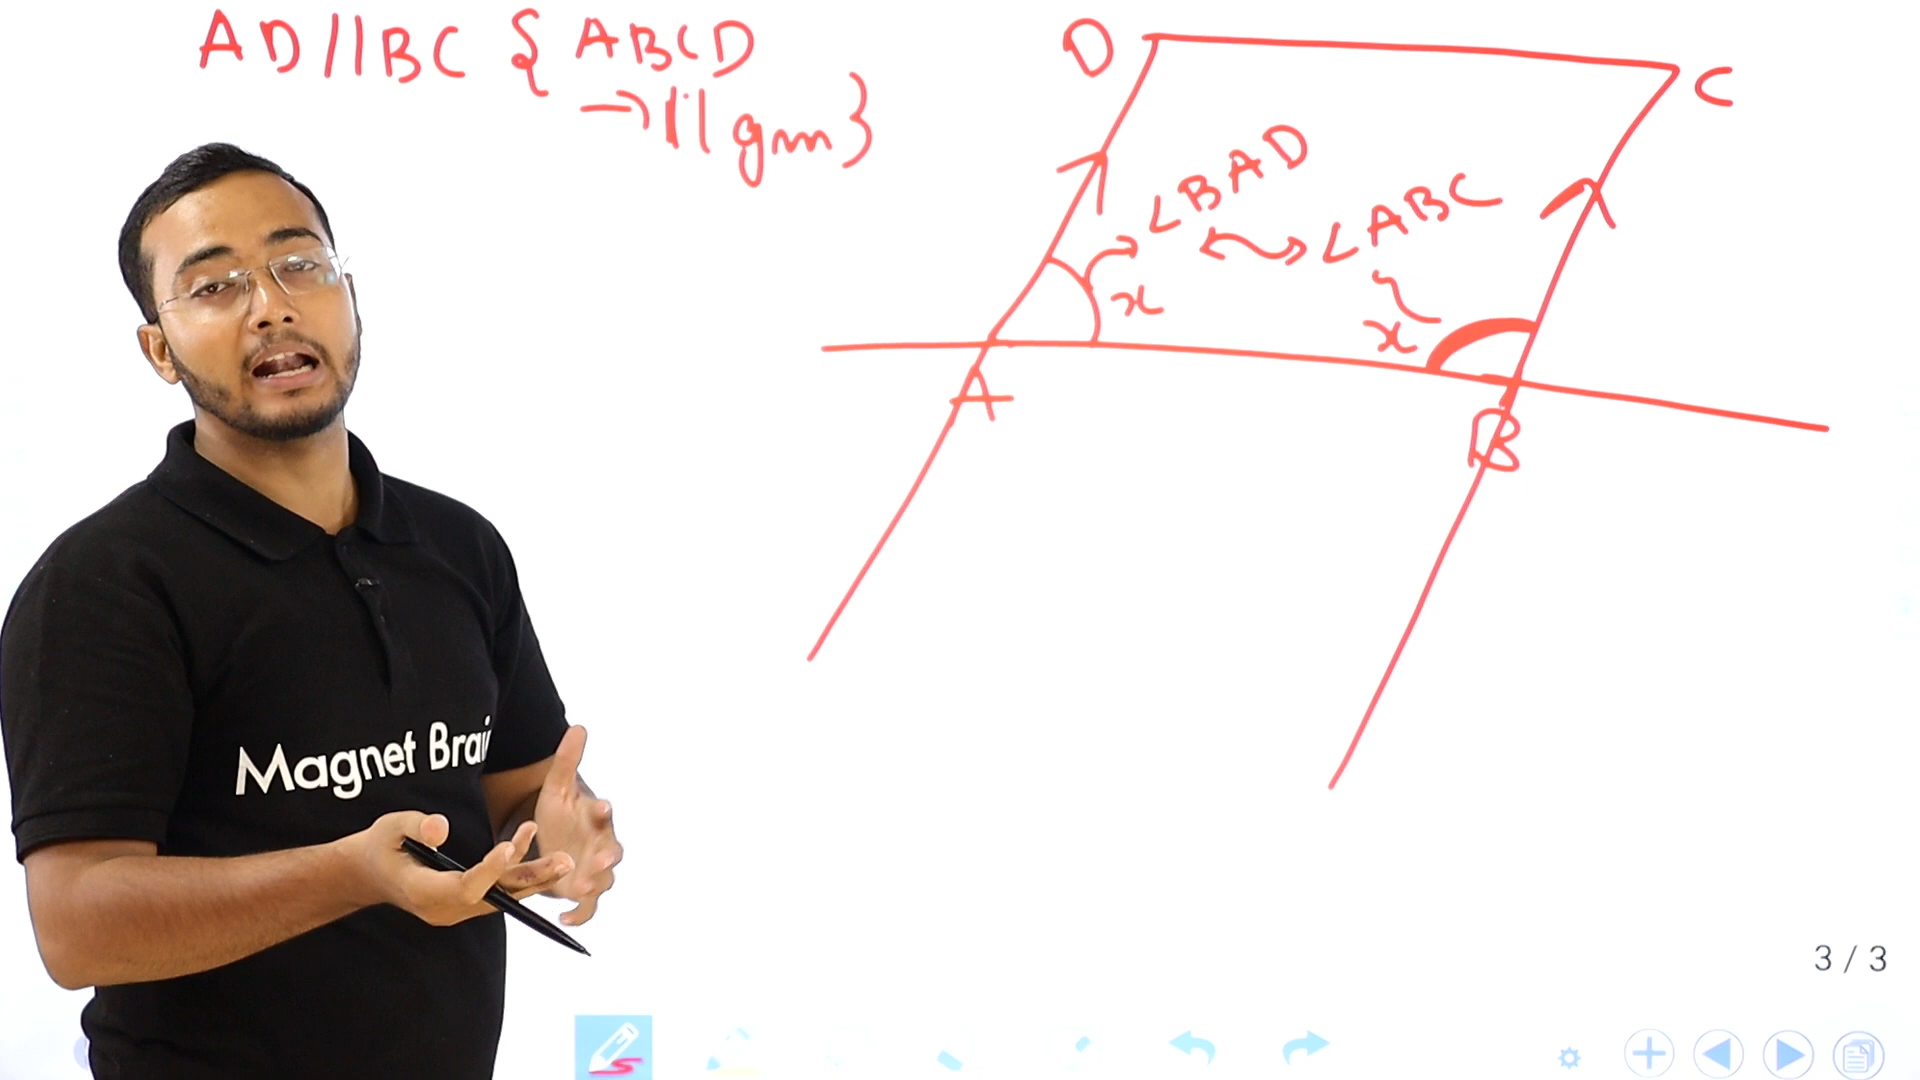 AD||BC { ABCD
→ ||gm}
D
C
∠BAD
∠ABC
x
x
A
B
Magnet Brai
3 / 3